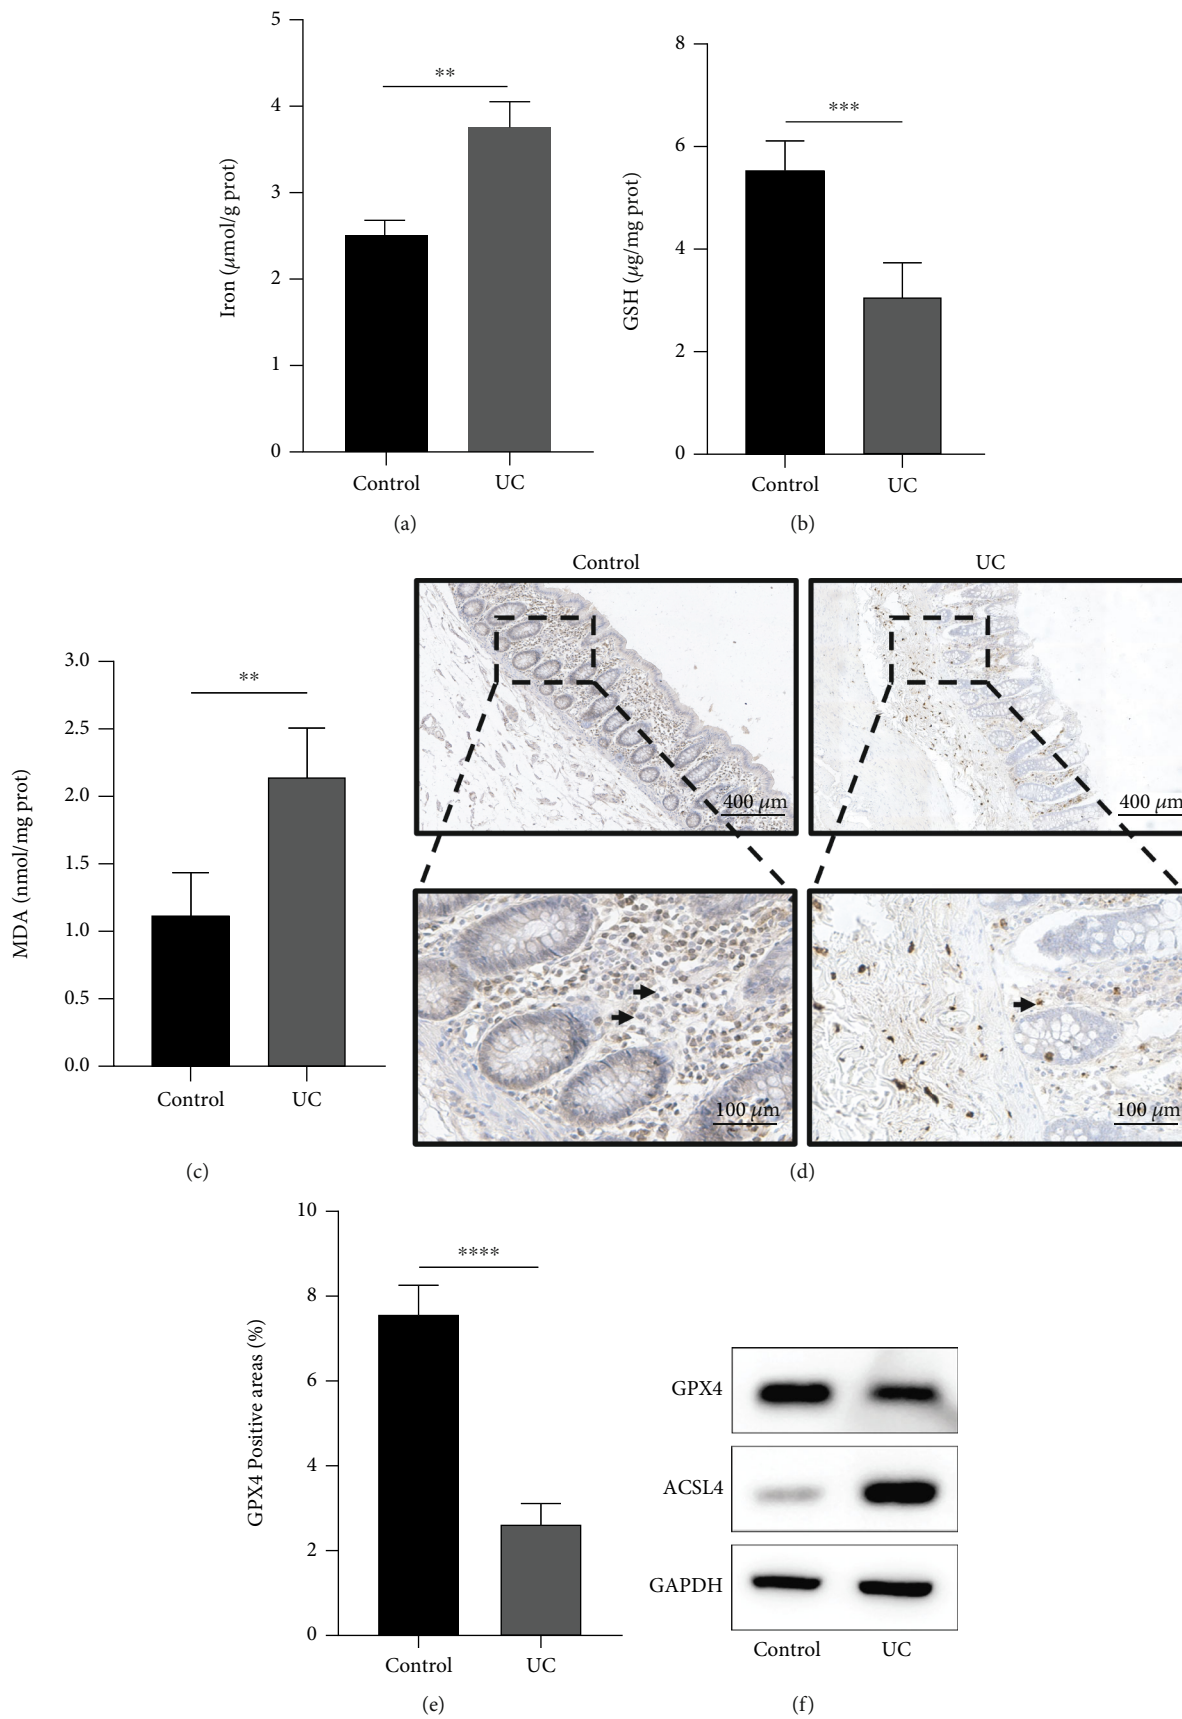 5
4
3
2
1
0
Iron (µmol/g prot)
**
Control
UC
(a)
8
6
4
2
0
GSH (µg/mg prot)
***
Control
UC
(b)
3.0
2.5
2.0
1.5
1.0
0.5
0.0
MDA (nmol/mg prot)
**
Control
UC
(c)
Control
UC
400 µm
400 µm
100 µm
100 µm
(d)
10
8
6
4
2
0
GPX4 Positive areas (%)
****
Control
UC
(e)
GPX4
ACSL4
GAPDH
Control
UC
(f)